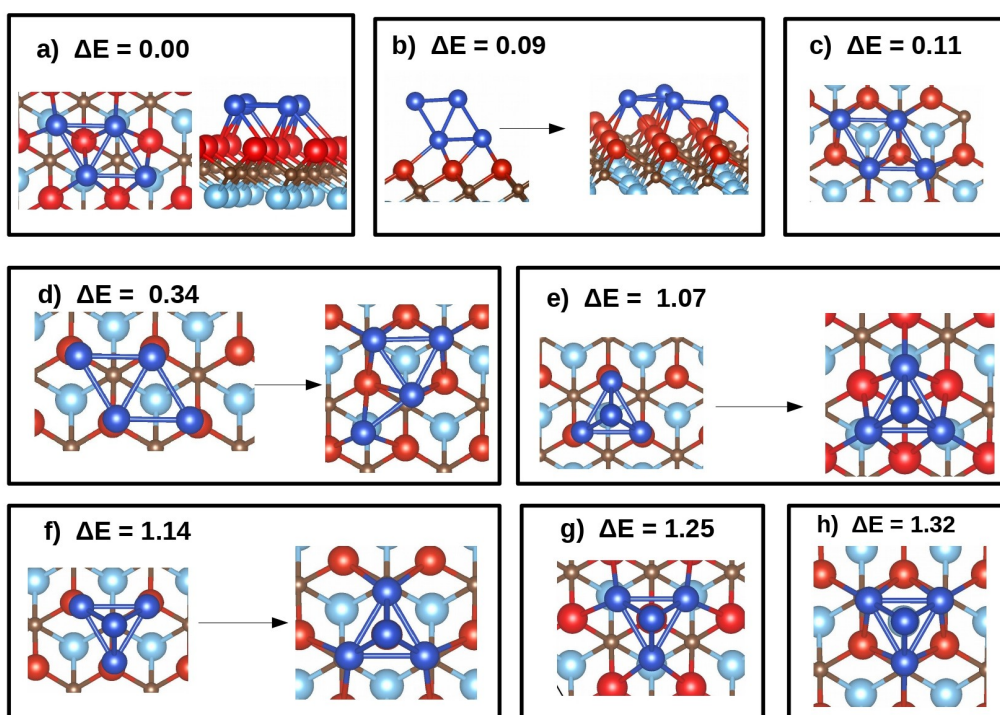 a) ΔE = 0.00
b) ΔE = 0.09
c) ΔE = 0.11
d) ΔE = 0.34
e) ΔE = 1.07
f) ΔE = 1.14
g) ΔE = 1.25
h) ΔE = 1.32